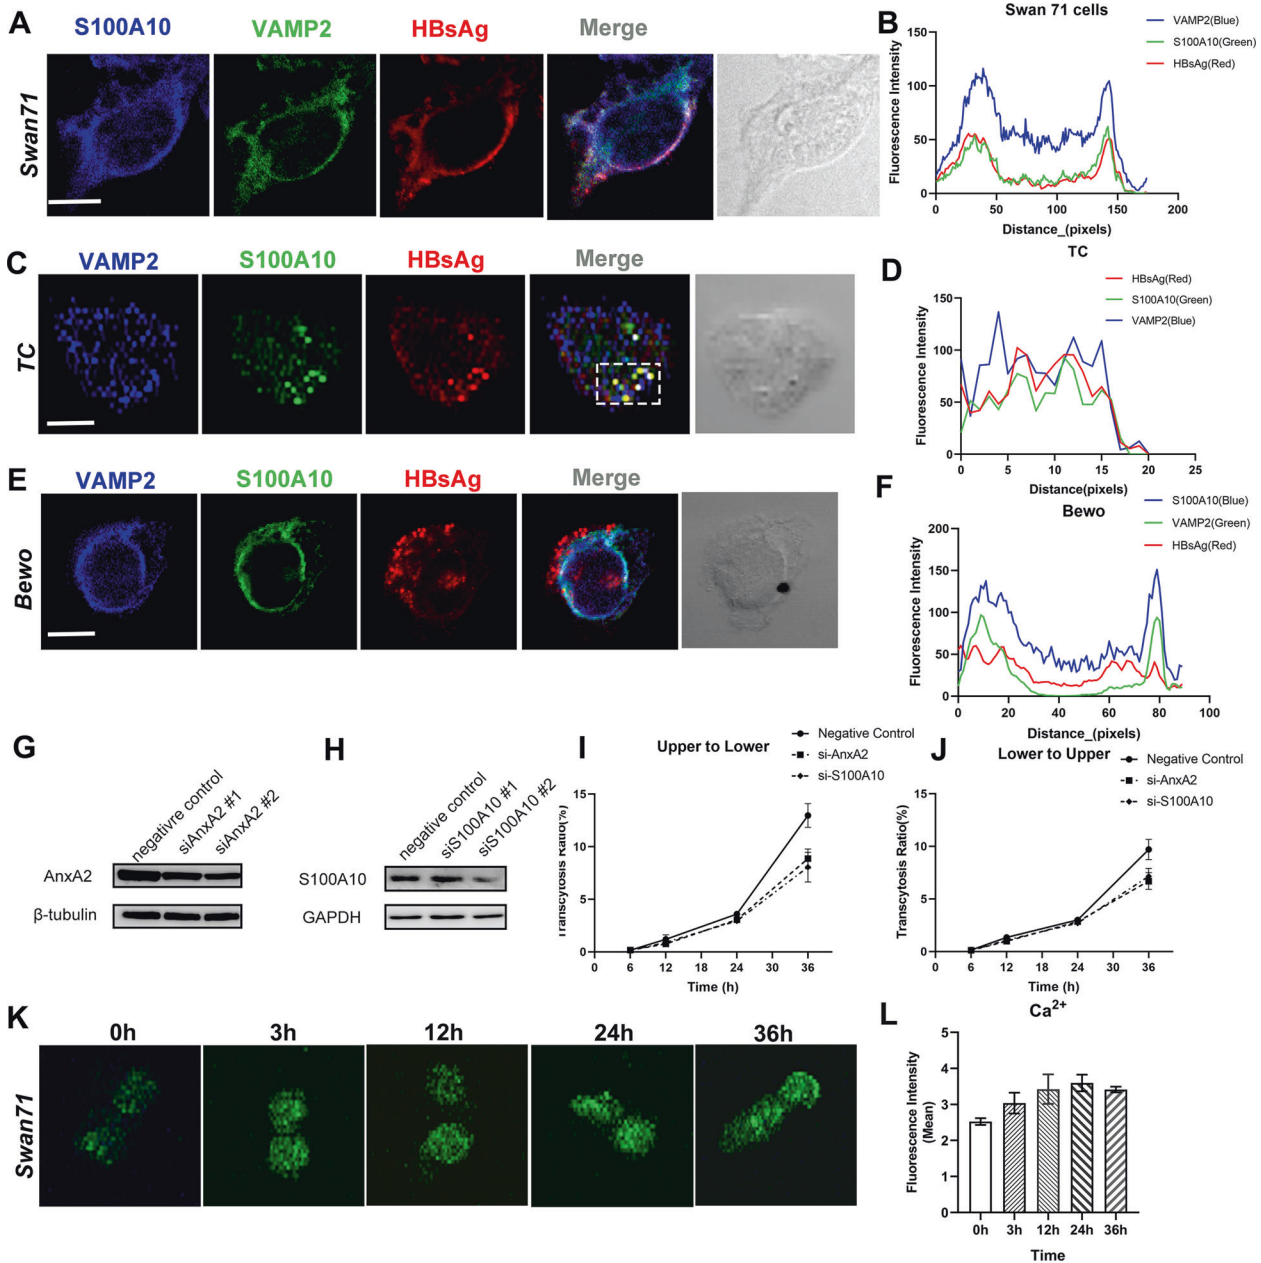 A
S100A10
VAMP2
HBsAg
Merge
Swan71
B
Swan 71 cells
VAMP2(Blue)
S100A10(Green)
HBsAg(Red)
Fluorescence Intensity
150
100
50
0
0 50 100 150 200
Distance_(pixels)
C
VAMP2
S100A10
HBsAg
Merge
TC
D
TC
HBsAg(Red)
S100A10(Green)
VAMP2(Blue)
Fluorescence Intensity
150
100
50
0
0 5 10 15 20 25
Distance(pixels)
E
VAMP2
S100A10
HBsAg
Merge
Bewo
F
Bewo
S100A10(Blue)
VAMP2(Green)
HBsAg(Red)
Fluorescence Intensity
200
150
100
50
0
0 20 40 60 80 100
Distance_(pixels)
G
negativre control
siAnxA2 #1
siAnxA2 #2
AnxA2
β-tubulin
H
negative control
siS100A10 #1
siS100A10 #2
S100A10
GAPDH
I
Upper to Lower
Negative Control
si-AnxA2
si-S100A10
Transcytosis Ratio(%)
15
10
5
0
0 6 12 18 24 30 36
Time (h)
J
Lower to Upper
Negative Control
si-AnxA2
si-S100A10
Transcytosis Ratio(%)
15
10
5
0
0 6 12 18 24 30 36
Time (h)
K
0h
3h
12h
24h
36h
Swan71
L
Ca2+
Fluorescence Intensity
(Mean)
5
4
3
2
1
0
0h 3h 12h 24h 36h
Time